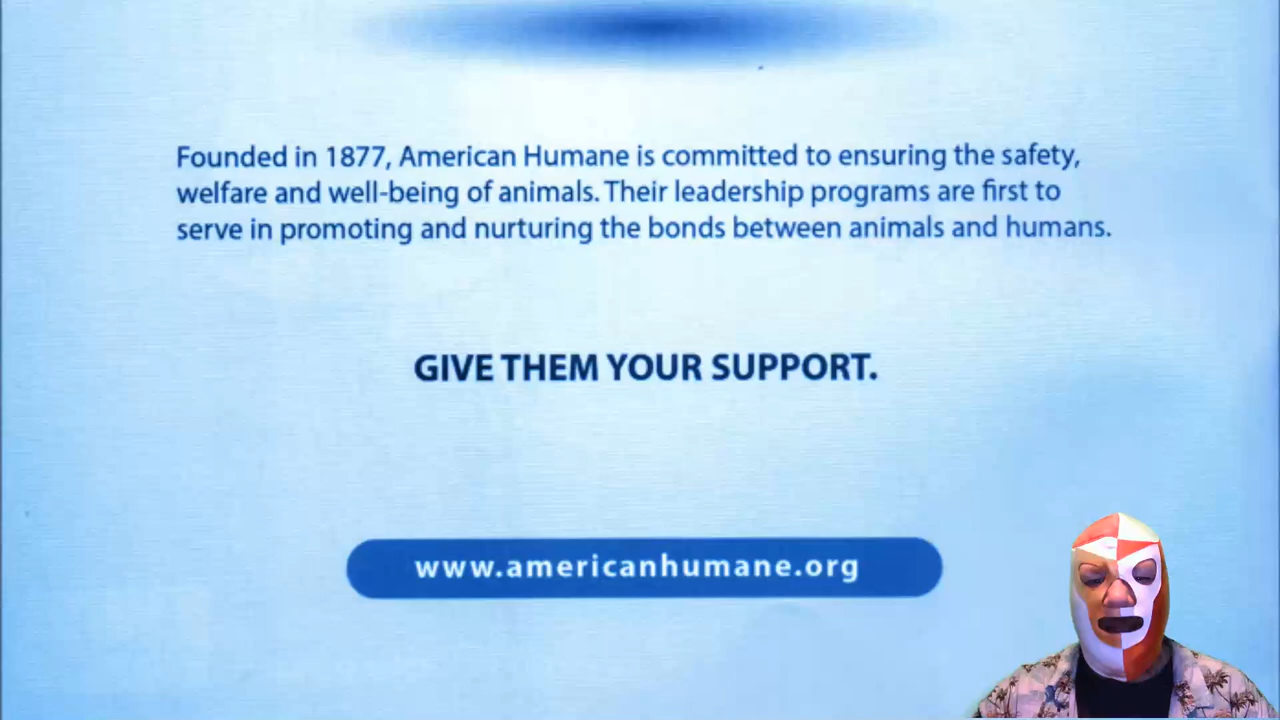 Founded in 1877, American Humane is committed to ensuring the safety,
welfare and well-being of animals. Their leadership programs are first to
serve in promoting and nurturing the bonds between animals and humans.
GIVE THEM YOUR SUPPORT.
www.americanhumane.org